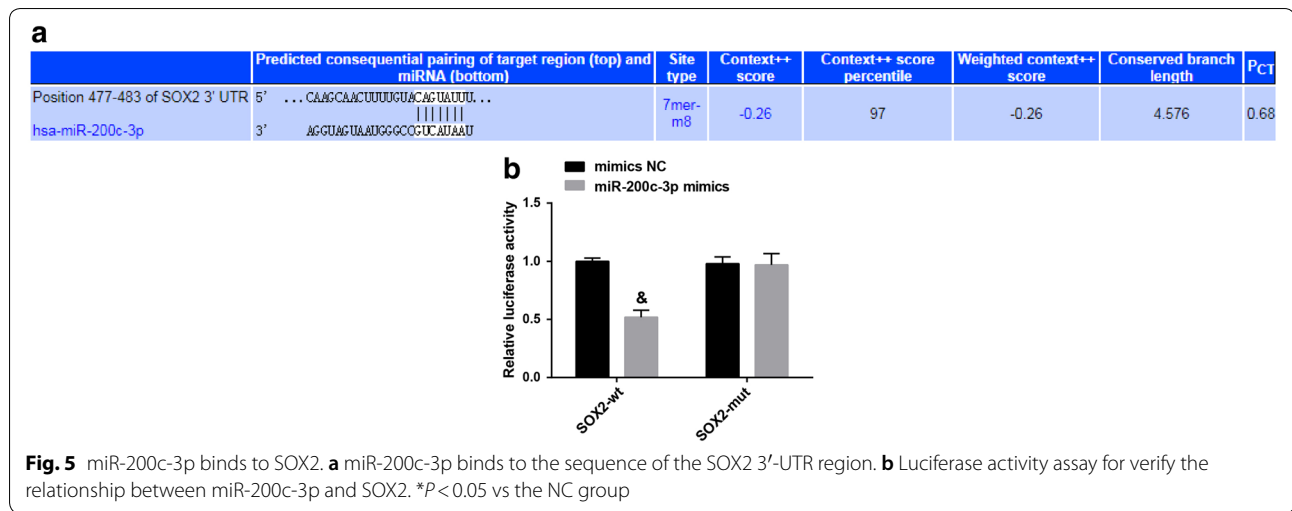 a
Predicted consequential pairing of target region (top) and miRNA (bottom)
Site type
Context++ score
Context++ score percentile
Weighted context++ score
Conserved branch length
PCT
Position 477-483 of SOX2 3' UTR 5' ...CAAGCAACUUUUGUACAGUAUUU...
hsa-miR-200c-3p 3' AGGUAGUAAUGGGCCGUCAUAAU
7mer-m8
-0.26
97
-0.26
4.576
0.68
b
mimics NC
miR-200c-3p mimics
Relative luciferase activity
1.5
1.0
0.5
0.0
&
SOX2-wt
SOX2-mut
Fig. 5 miR-200c-3p binds to SOX2. a miR-200c-3p binds to the sequence of the SOX2 3′-UTR region. b Luciferase activity assay for verify the
relationship between miR-200c-3p and SOX2. *P < 0.05 vs the NC group